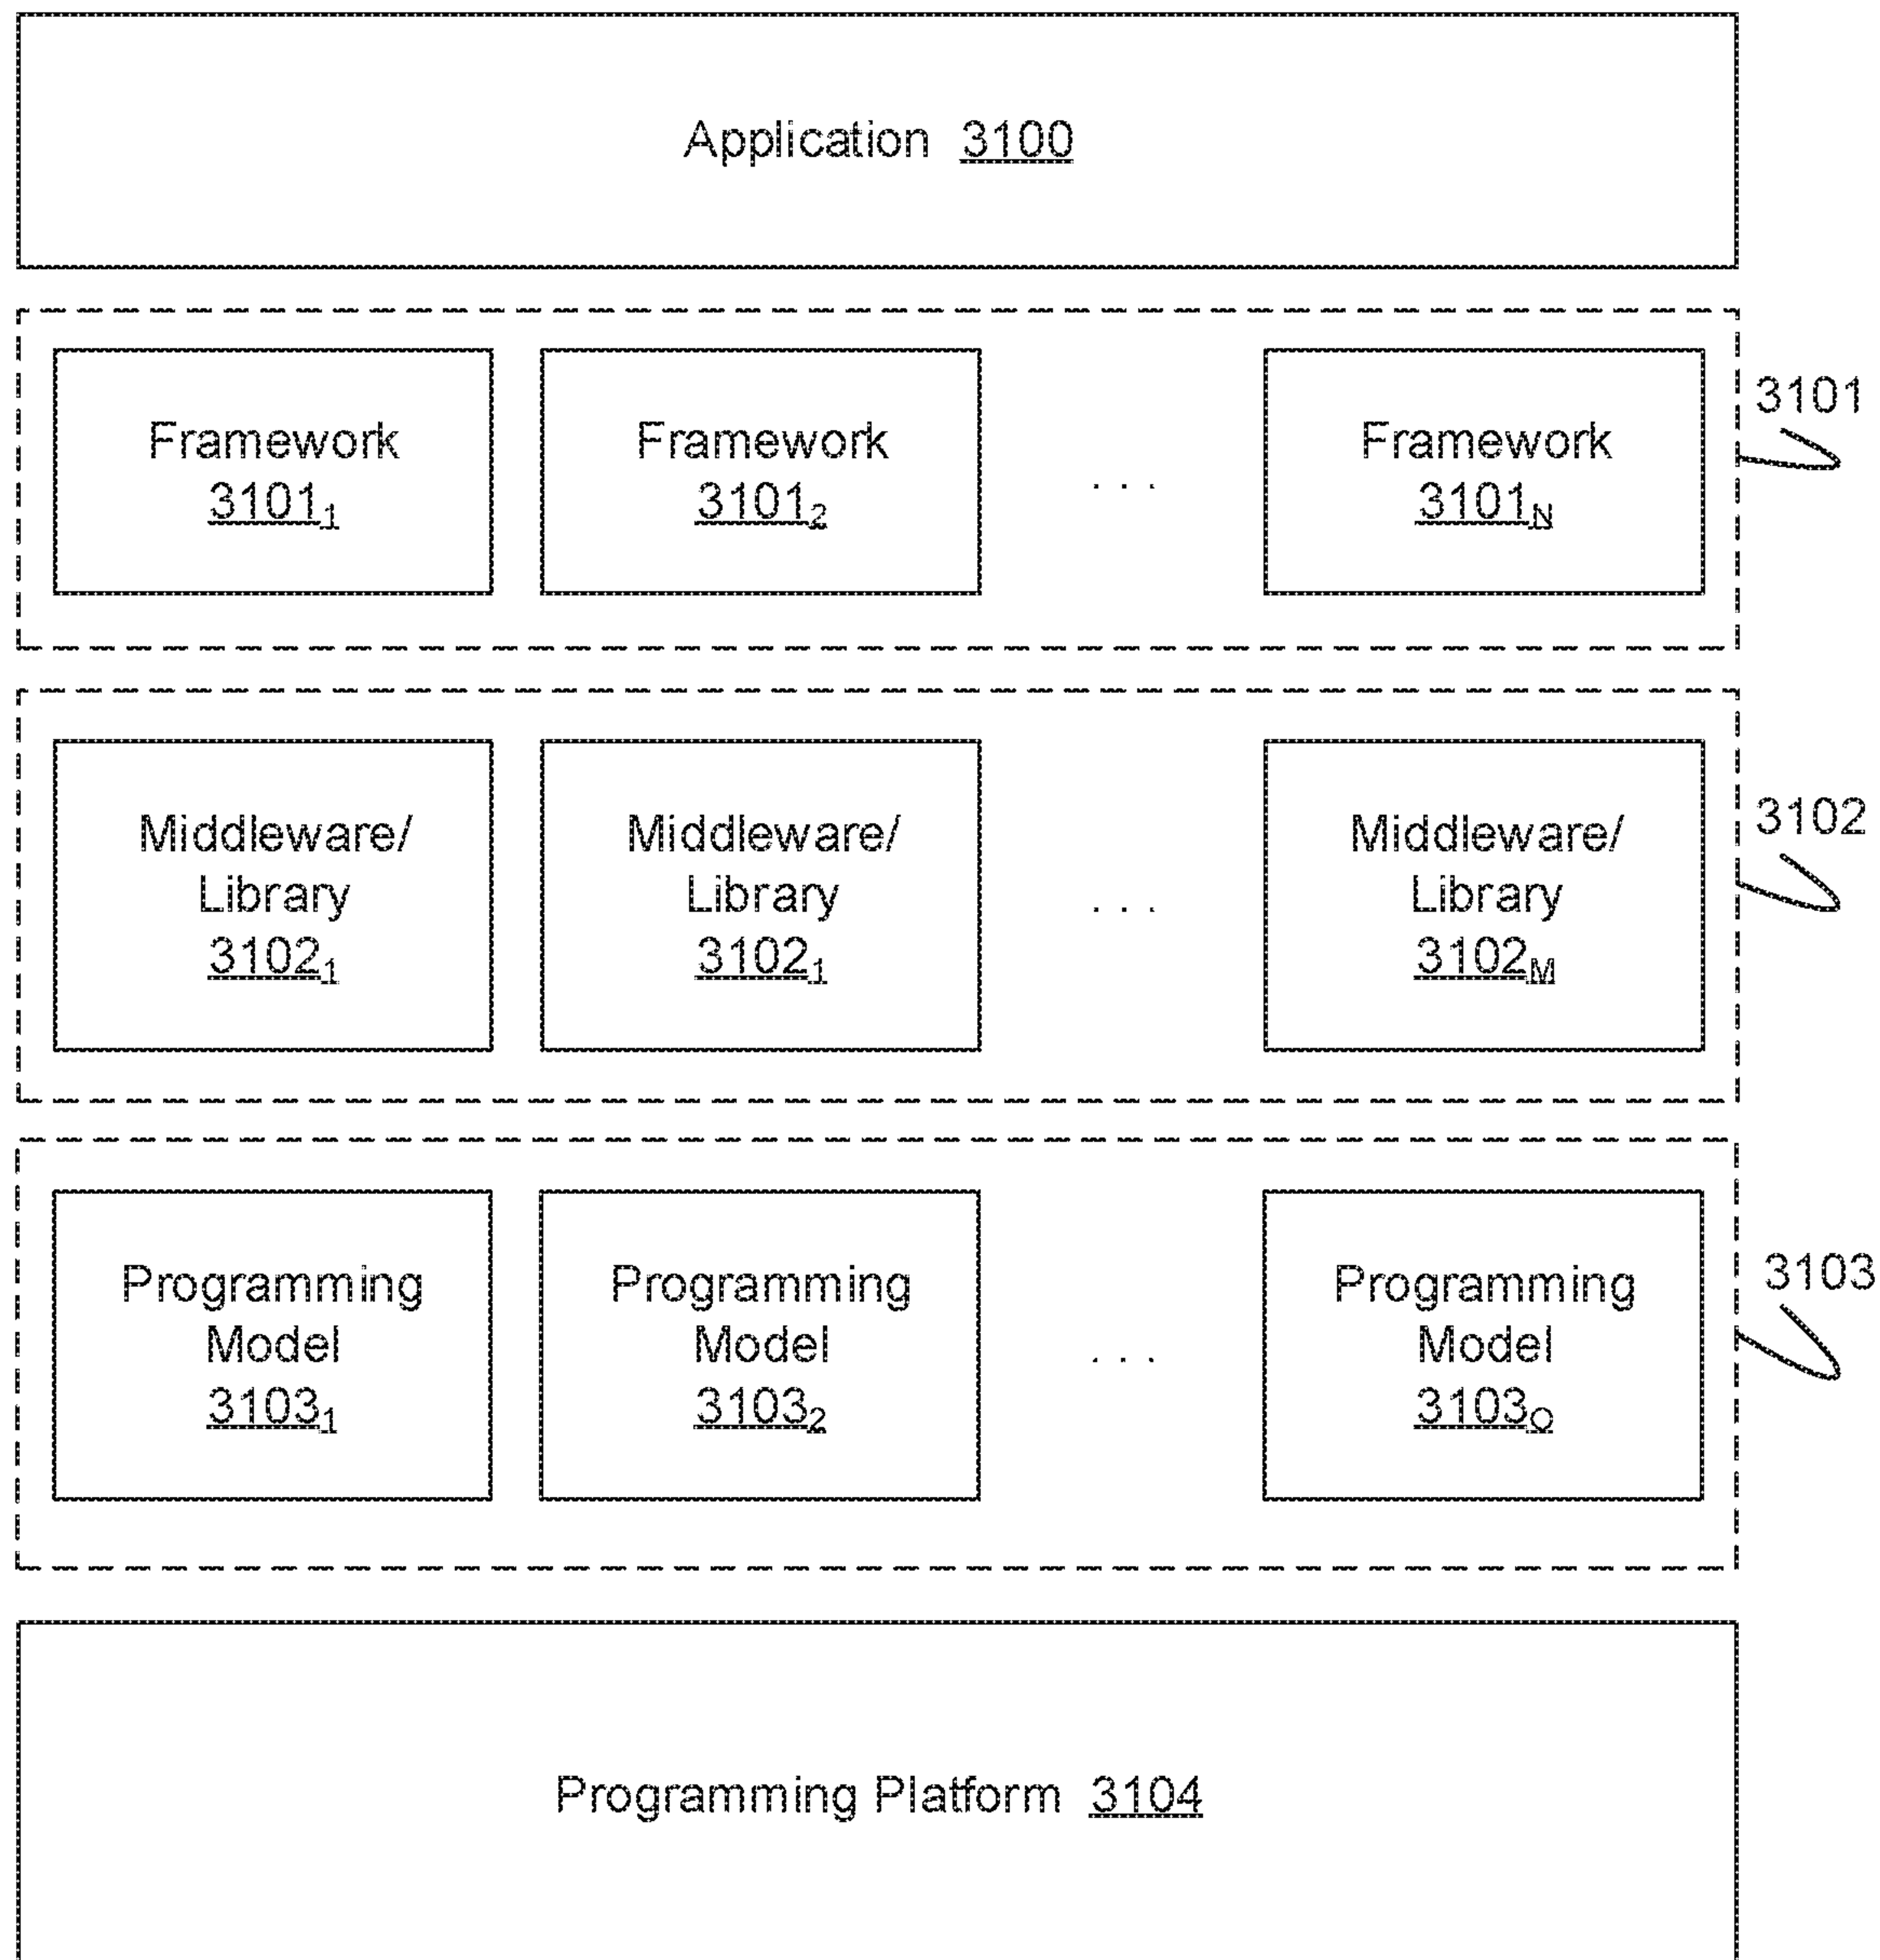 Application 3100
Framework Framework Framework
3101₁ 3101₂ . . . 3101N
3101
Middleware/ Middleware/ Middleware/
Library Library . . . Library
3102₁ 3102₁ 3102M
3102
Programming Programming Programming
Model Model . . . Model
3103₁ 3103₂ 3103O
3103
Programming Platform 3104